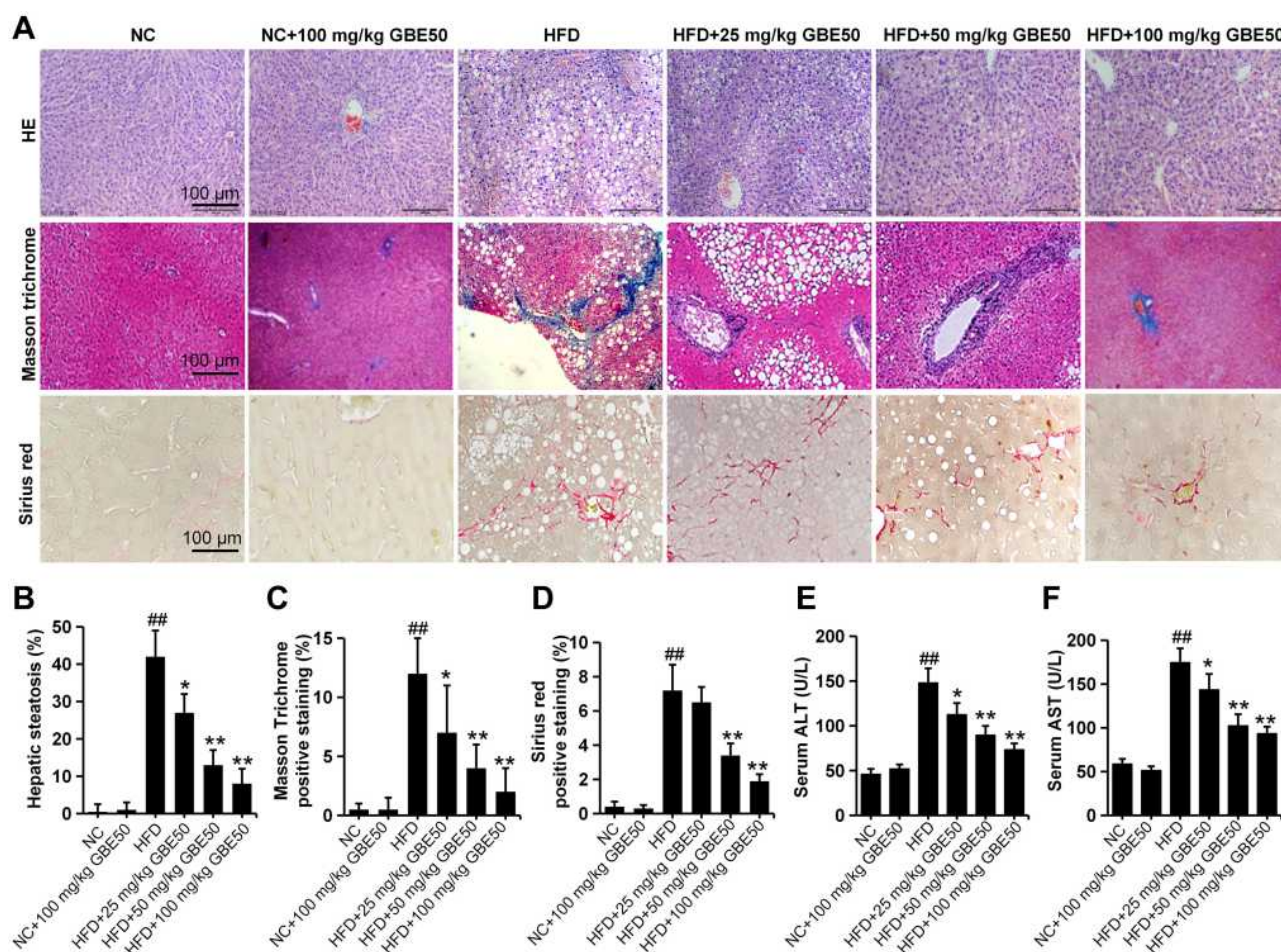 A
NC
NC+100 mg/kg GBE50
HFD
HFD+25 mg/kg GBE50
HFD+50 mg/kg GBE50
HFD+100 mg/kg GBE50
HE
100 µm
Masson trichrome
100 µm
Sirius red
100 µm
B
Hepatic steatosis (%)
50
40
30
20
10
0
##
*
**
**
NC
NC+100 mg/kg GBE50
HFD
HFD+25 mg/kg GBE50
HFD+50 mg/kg GBE50
HFD+100 mg/kg GBE50
C
Masson Trichrome
positive staining (%)
15
10
5
0
##
*
**
**
NC
NC+100 mg/kg GBE50
HFD
HFD+25 mg/kg GBE50
HFD+50 mg/kg GBE50
HFD+100 mg/kg GBE50
D
Sirius red
positive staining (%)
10
8
6
4
2
0
##
**
**
NC
NC+100 mg/kg GBE50
HFD
HFD+25 mg/kg GBE50
HFD+50 mg/kg GBE50
HFD+100 mg/kg GBE50
E
Serum ALT (U/L)
200
150
100
50
0
##
*
**
**
NC
NC+100 mg/kg GBE50
HFD
HFD+25 mg/kg GBE50
HFD+50 mg/kg GBE50
HFD+100 mg/kg GBE50
F
Serum AST (U/L)
200
150
100
50
0
##
*
**
**
NC
NC+100 mg/kg GBE50
HFD
HFD+25 mg/kg GBE50
HFD+50 mg/kg GBE50
HFD+100 mg/kg GBE50